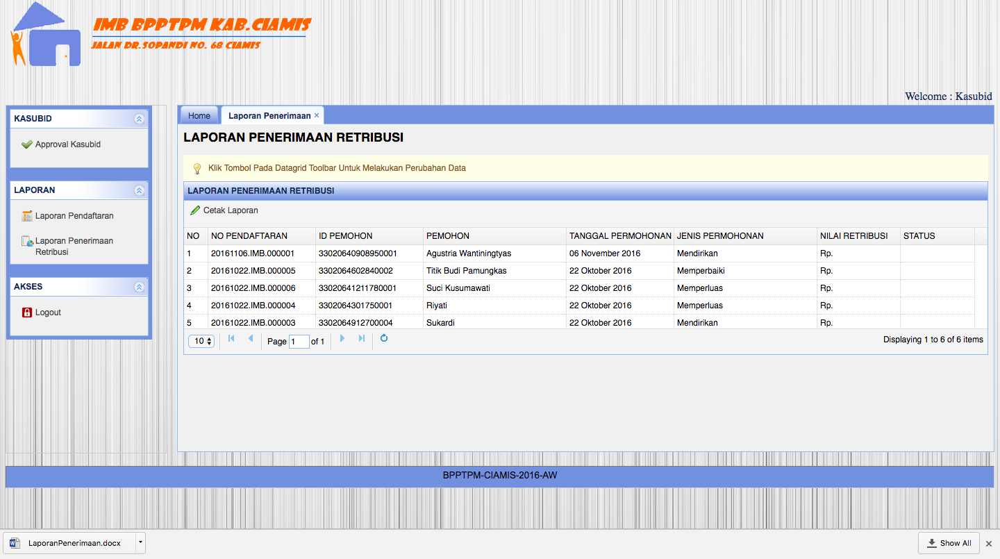 IMB BPPTPM KAB.CIAMIS
JALAN DR.SOPANDI NO. 68 CIAMIS
Welcome : Kasubid
KASUBID
Approval Kasubid
LAPORAN
Laporan Pendaftaran
Laporan Penerimaan
Retribusi
AKSES
Logout
Home Laporan Penerimaan ×
LAPORAN PENERIMAAN RETRIBUSI
Klik Tombol Pada Datagrid Toolbar Untuk Melakukan Perubahan Data
LAPORAN PENERIMAAN RETRIBUSI
Cetak Laporan
NO NO PENDAFTARAN ID PEMOHON PEMOHON TANGGAL PERMOHONAN JENIS PERMOHONAN NILAI RETRIBUSI STATUS
1 20161106.IMB.000001 33020640908950001 Agustria Wantiningtyas 06 November 2016 Mendirikan Rp.
2 20161022.IMB.000005 3302064602840002 Titik Budi Pamungkas 22 Oktober 2016 Memperbaiki Rp.
3 20161022.IMB.000006 33020641211780001 Suci Kusumawati 22 Oktober 2016 Memperluas Rp.
4 20161022.IMB.000004 3302064301750001 Riyati 22 Oktober 2016 Memperluas Rp.
5 20161022.IMB.000003 3302064912700004 Sukardi 22 Oktober 2016 Mendirikan Rp.
10 Page 1 of 1 Displaying 1 to 6 of 6 items
BPPTPM-CIAMIS-2016-AW
LaporanPenerimaan.docx Show All